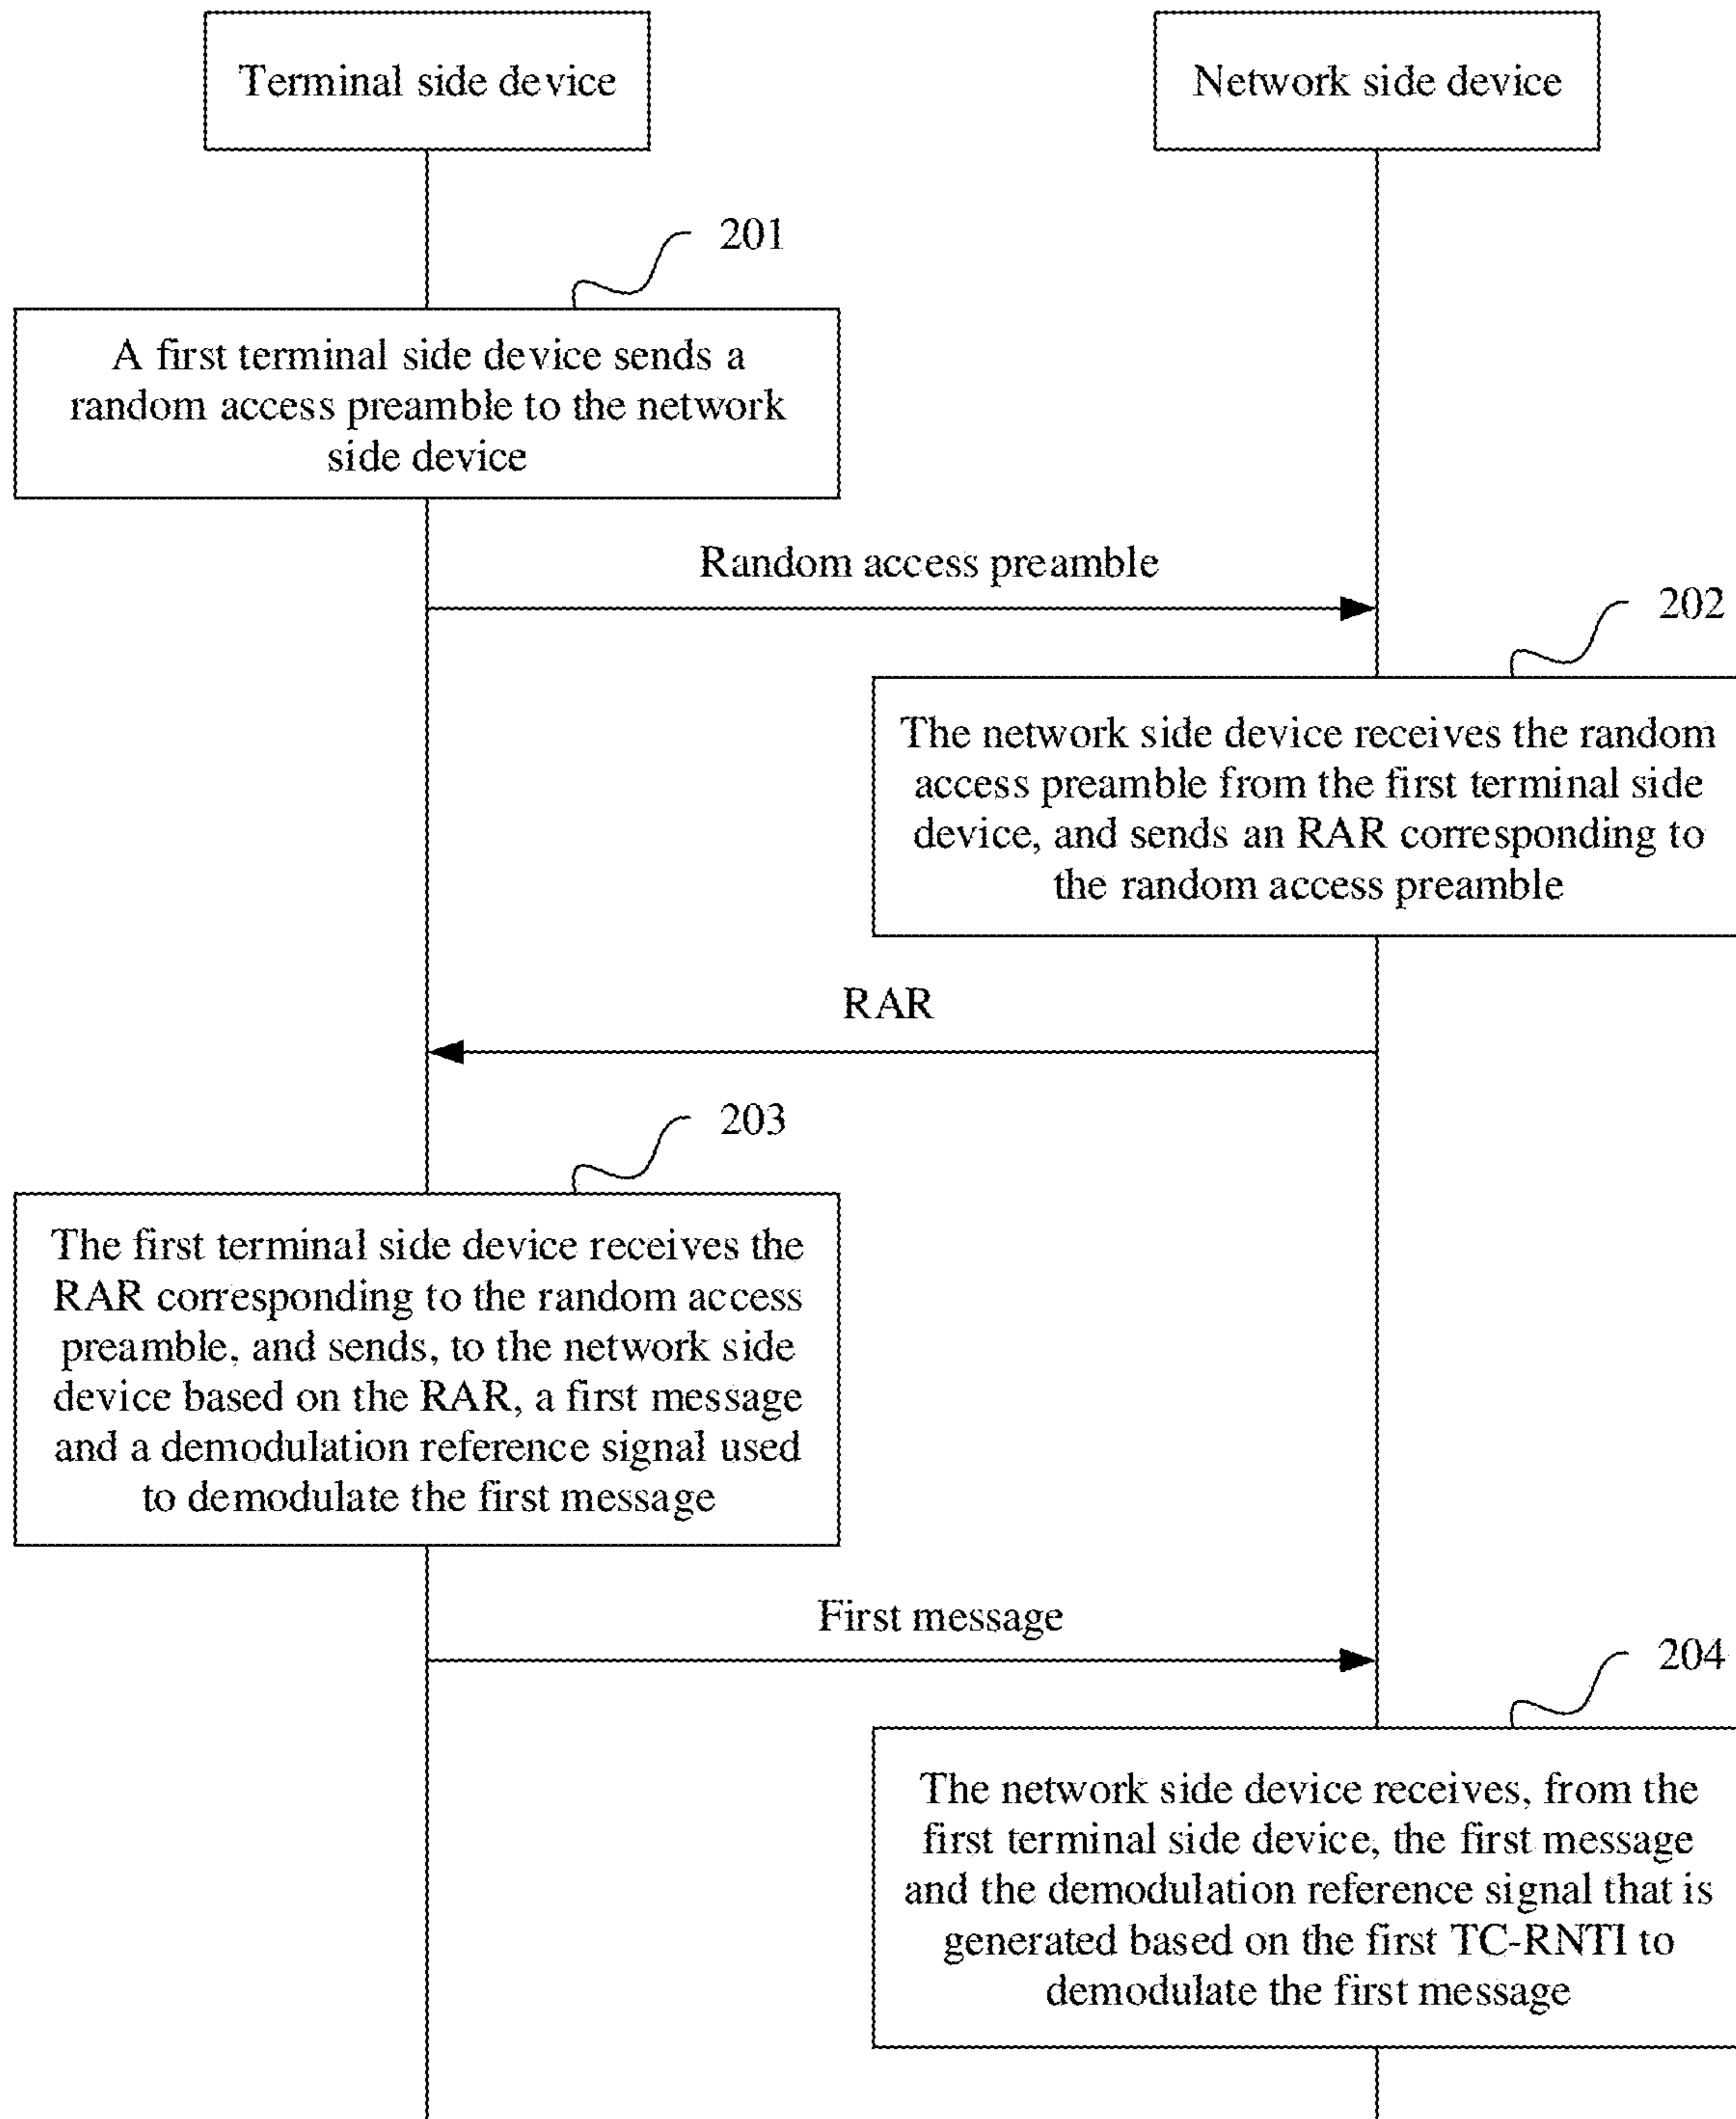 Terminal side device
Network side device
201
A first terminal side device sends a
random access preamble to the network
side device
Random access preamble
202
The network side device receives the random
access preamble from the first terminal side
device, and sends an RAR corresponding to
the random access preamble
RAR
203
The first terminal side device receives the
RAR corresponding to the random access
preamble, and sends, to the network side
device based on the RAR, a first message
and a demodulation reference signal used
to demodulate the first message
First message
204
The network side device receives, from the
first terminal side device, the first message
and the demodulation reference signal that is
generated based on the first TC-RNTI to
demodulate the first message